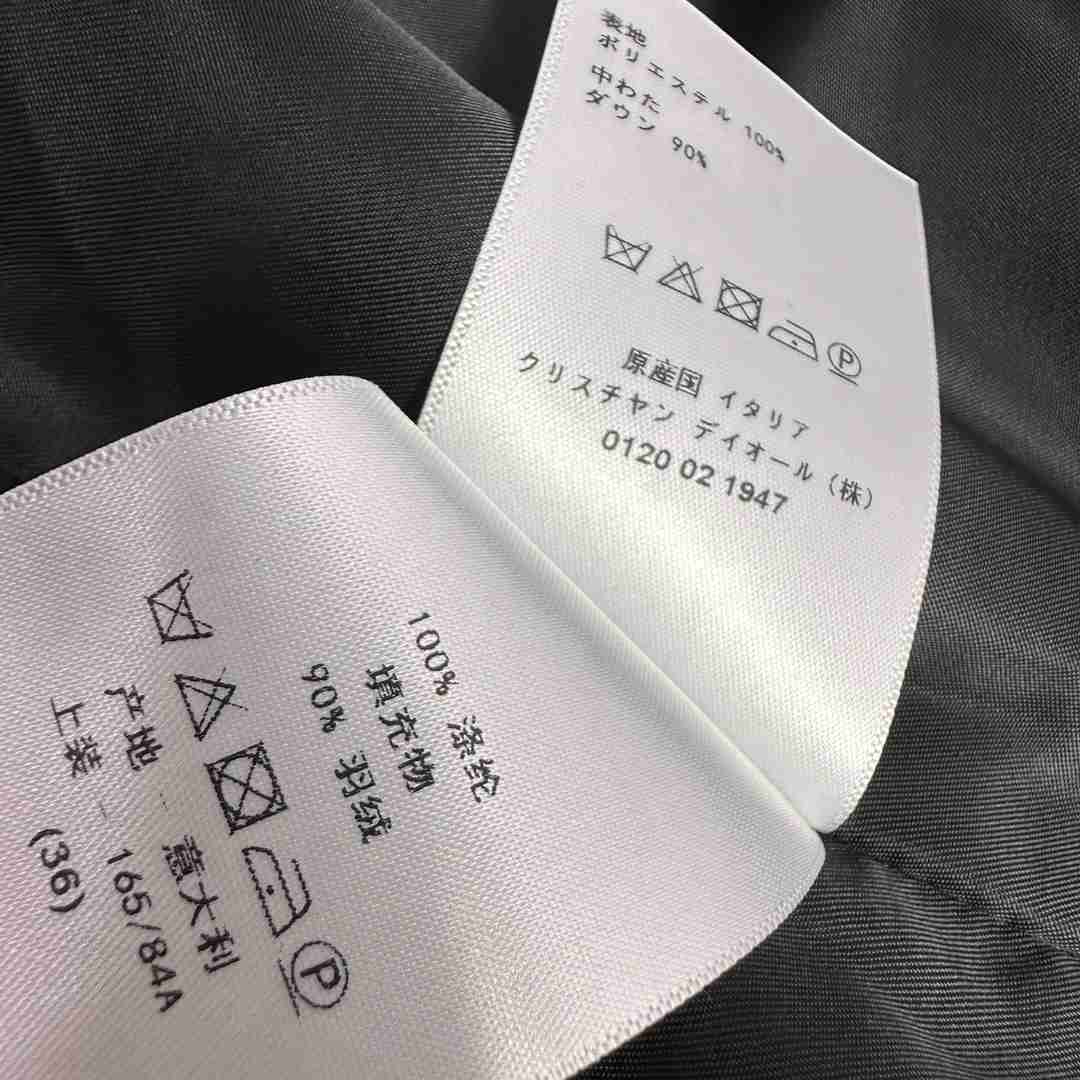 表地
ポリエステル 100%
中わた
ダウン 90%
P
原産国 イタリア
クリスチャン デイオール (株)
0120 02 1947
100% 涤纶
填充物
90% 羽绒
P
产地 - 意大利
上装 - 165/84A
(36)